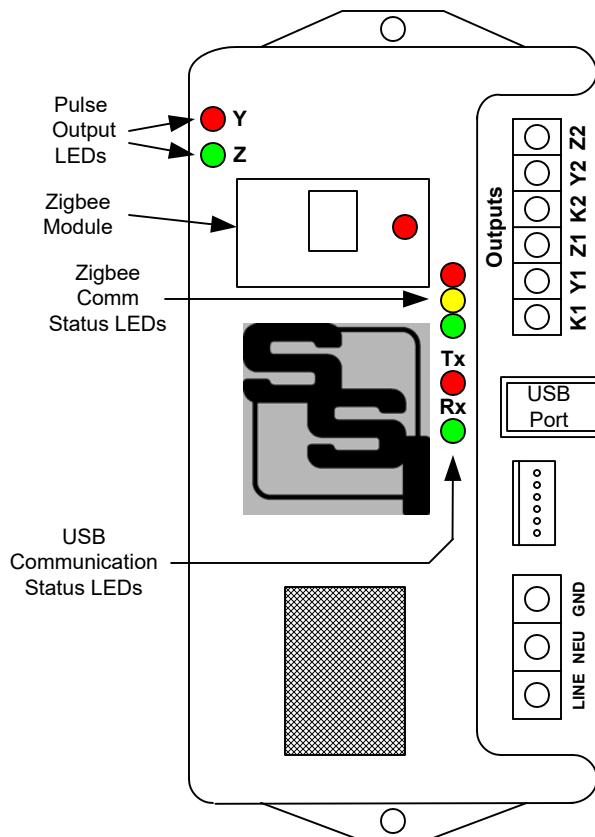 Pulse
Output
LEDs
Y
Z
Zigbee
Module
Zigbee
Comm
Status LEDs
Tx
Rx
SSI
USB
Communication
Status LEDs
Outputs
Z2
Y2
K2
Z1
Y1
K1
USB
Port
GND
NEU
LINE